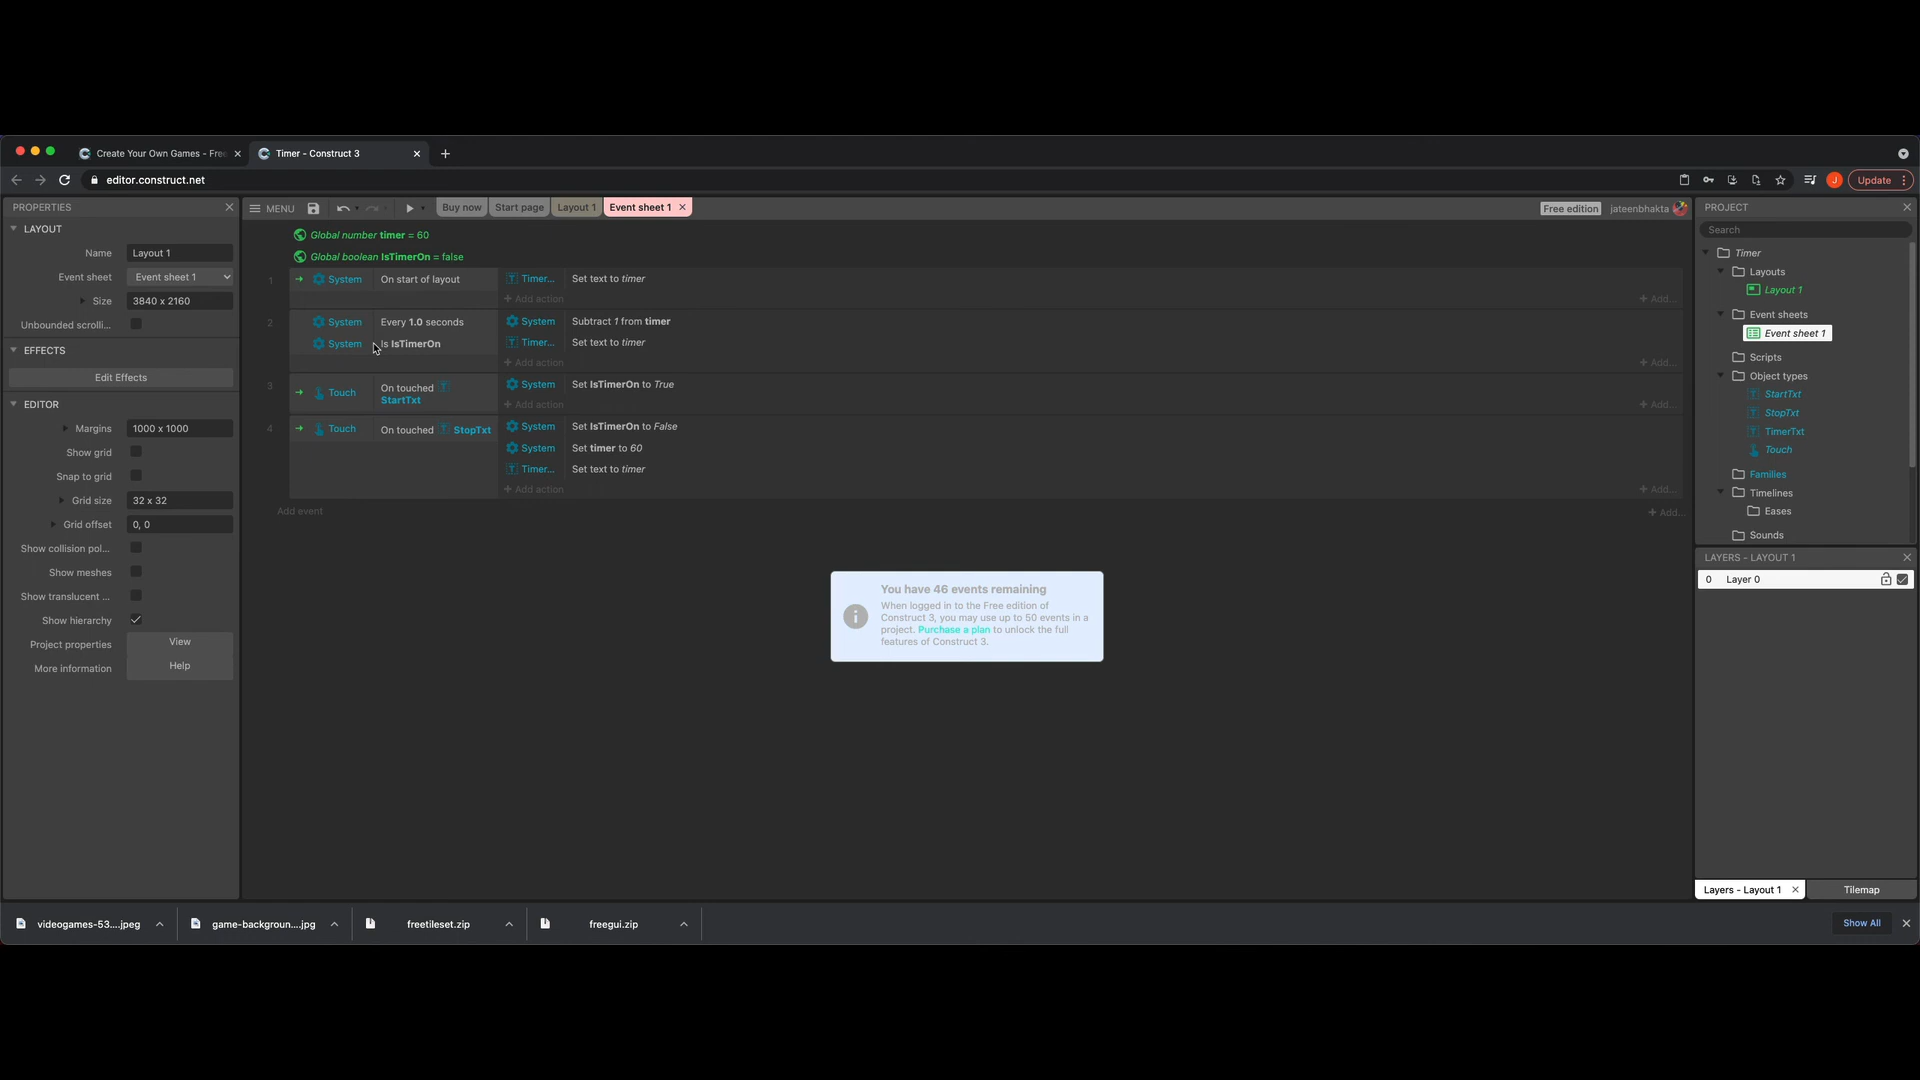 Create Your Own Games - Free
Timer - Construct 3
editor.construct.net
J
Update
PROPERTIES
LAYOUT
Name
Layout 1
Event sheet
Event sheet 1
Size
3840 x 2160
Unbounded scrolli...
EFFECTS
Edit Effects
EDITOR
Margins
1000 x 1000
Show grid
Snap to grid
Grid size
32 x 32
Grid offset
0, 0
Show collision pol...
Show meshes
Show translucent ...
Show hierarchy
Project properties
View
More information
Help
MENU
Buy now
Start page
Layout 1
Event sheet 1
Free edition
jateenbhakta
Global number timer = 60
Global boolean IsTimerOn = false
1
System
On start of layout
Timer...
Set text to timer
+ Add action
+ Add...
2
System
Every 1.0 seconds
System
Subtract 1 from timer
System
Is IsTimerOn
Timer...
Set text to timer
+ Add action
+ Add...
3
Touch
On touched T
StartTxt
System
Set IsTimerOn to True
+ Add action
+ Add...
4
Touch
On touched T StopTxt
System
Set IsTimerOn to False
System
Set timer to 60
Timer...
Set text to timer
+ Add action
+ Add...
Add event
+ Add...
You have 46 events remaining
When logged in to the Free edition of
Construct 3, you may use up to 50 events in a
project. Purchase a plan to unlock the full
features of Construct 3.
PROJECT
Search
Timer
Layouts
Layout 1
Event sheets
Event sheet 1
Scripts
Object types
StartTxt
StopTxt
TimerTxt
Touch
Families
Timelines
Eases
Sounds
LAYERS - LAYOUT 1
0
Layer 0
Layers - Layout 1
Tilemap
videogames-53....jpeg
game-backgroun....jpg
freetileset.zip
freegui.zip
Show All